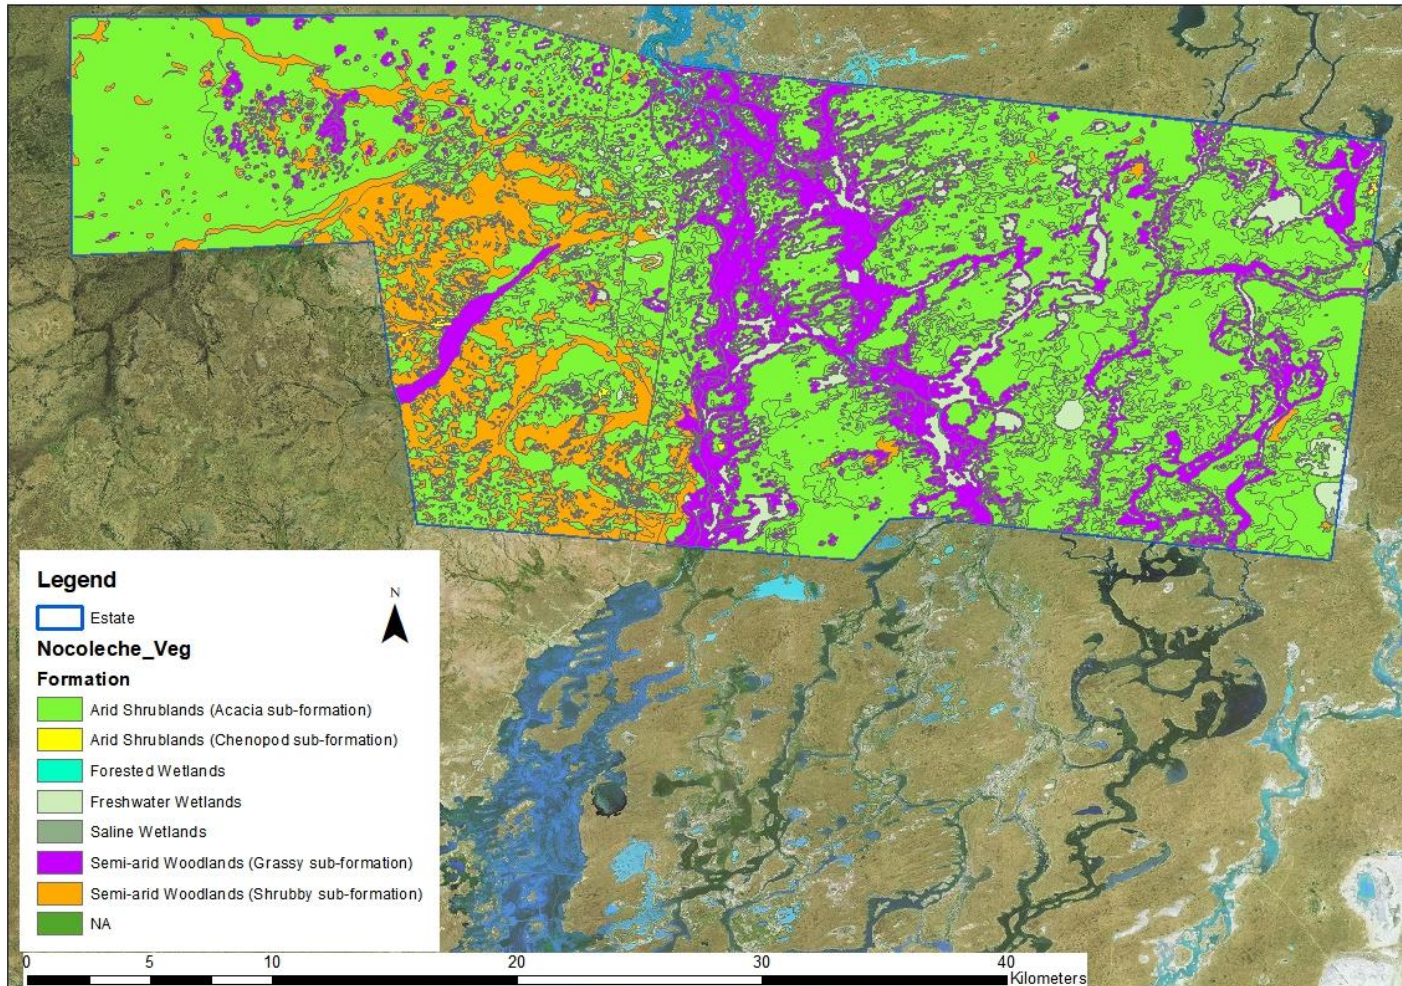 Legend
N
Estate
Nocoleche_Veg
Formation
Arid Shrublands (Acacia sub-formation)
Arid Shrublands (Chenopod sub-formation)
Forested Wetlands
Freshwater Wetlands
Saline Wetlands
Semi-arid Woodlands (Grassy sub-formation)
Semi-arid Woodlands (Shrubby sub-formation)
NA
0 5 10 20 30 40
Kilometers